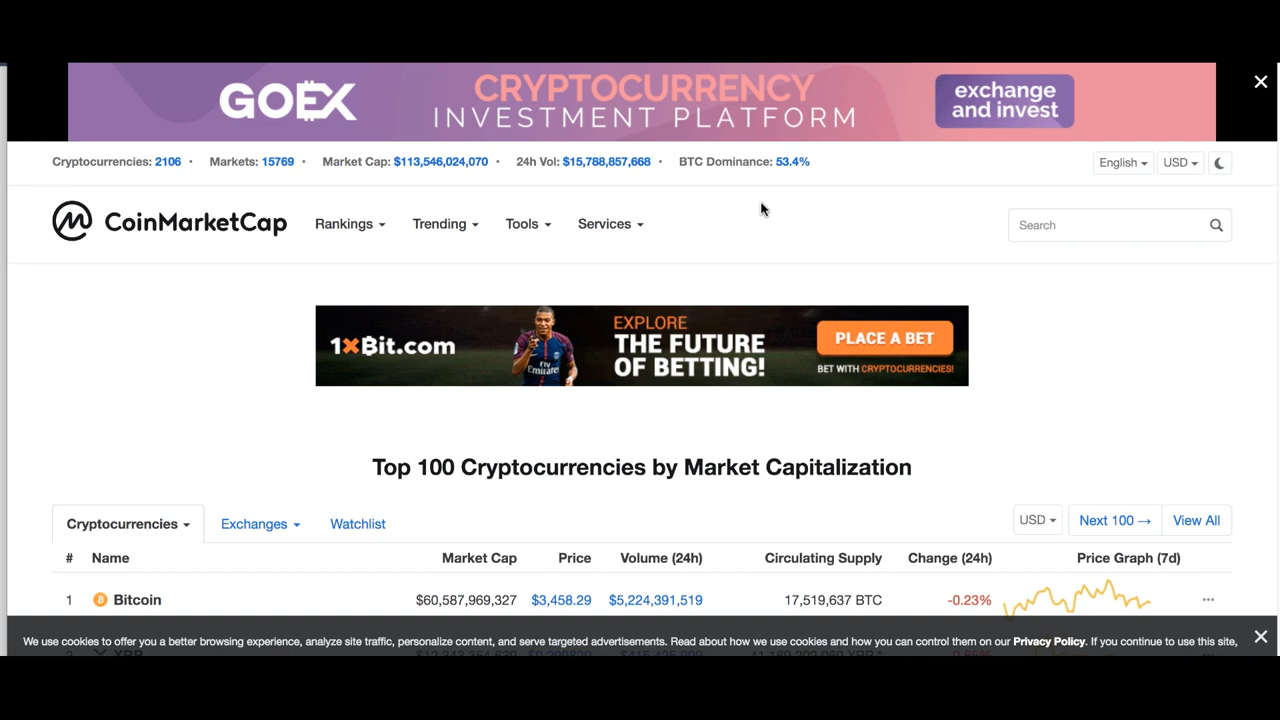 GOEX
CRYPTOCURRENCY
INVESTMENT PLATFORM
exchange
and invest
Cryptocurrencies: 2106 • Markets: 15769 • Market Cap: $113,546,024,070 • 24h Vol: $15,788,857,668 • BTC Dominance: 53.4%
English USD
CoinMarketCap Rankings Trending Tools Services Search
1xBit.com
Fly
Emirates
EXPLORE
THE FUTURE
OF BETTING!
PLACE A BET
BET WITH CRYPTOCURRENCIES!
Top 100 Cryptocurrencies by Market Capitalization
Cryptocurrencies Exchanges Watchlist USD Next 100 → View All
# Name Market Cap Price Volume (24h) Circulating Supply Change (24h) Price Graph (7d)
1 Bitcoin $60,587,969,327 $3,458.29 $5,224,391,519 17,519,637 BTC -0.23% ...
We use cookies to offer you a better browsing experience, analyze site traffic, personalize content, and serve targeted advertisements. Read about how we use cookies and how you can control them on our Privacy Policy. If you continue to use this site,
2 XRP